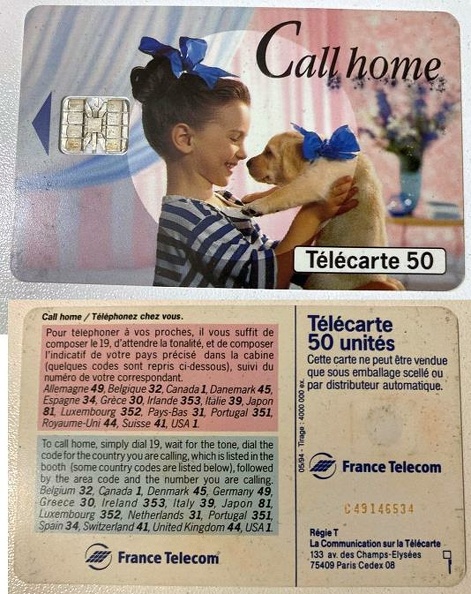 Call home
Télécarte 50
Call home / Téléphonez chez vous.
Pour téléphoner à vos proches, il vous suffit de
composer le 19, d'attendre la tonalité, et de composer
l'indicatif de votre pays précisé dans la cabine
(quelques codes sont repris ci-dessous), suivi
du numéro de votre correspondant.
Allemagne 49, Belgique 32, Canada 1, Danemark 45,
Espagne 34, Grèce 30, Irlande 353, Italie 39, Japon
81, Luxembourg 352, Pays-Bas 31, Portugal 351,
Royaume-Uni 44, Suisse 41, USA 1.
To call home, simply dial 19, wait for the tone, dial the
code for the country you are calling, which is listed in the
booth (some country codes are listed below), followed
by the area code and the number you are calling.
Belgium 32, Canada 1, Denmark 45, Germany 49,
Greece 30, Ireland 353, Italy 39, Japan 81,
Luxembourg 352, Netherlands 31, Portugal 351,
Spain 34, Switzerland 41, United Kingdom 44, USA 1.
France Telecom
05/94 - Tirage : 4000 000 ex.
Télécarte
50 unités
Cette carte ne peut être vendue
que sous emballage scellé ou
par distributeur automatique.
France Telecom
C49146534
Régie T
La Communication sur la Télécarte
133 av. des Champs-Elysées
75409 Paris Cedex 08